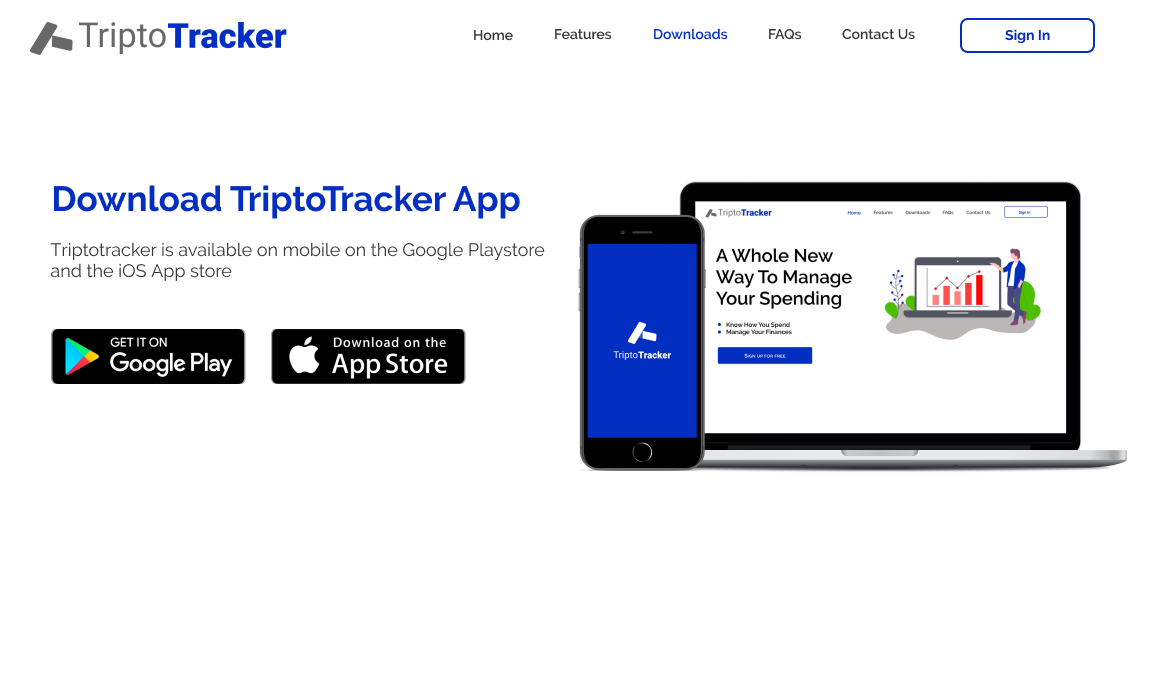 TriptoTracker
Home
Features
Downloads
FAQs
Contact Us
Sign In
Download TriptoTracker App
Triptotracker is available on mobile on the Google Playstore
and the iOS App store
GET IT ON
Google Play
Download on the
App Store
TriptoTracker
TriptoTracker
Home
Features
Downloads
FAQs
Contact Us
Sign In
A Whole New
Way To Manage
Your Spending
Know How You Spend
Manage Your Finances
Sign up for free